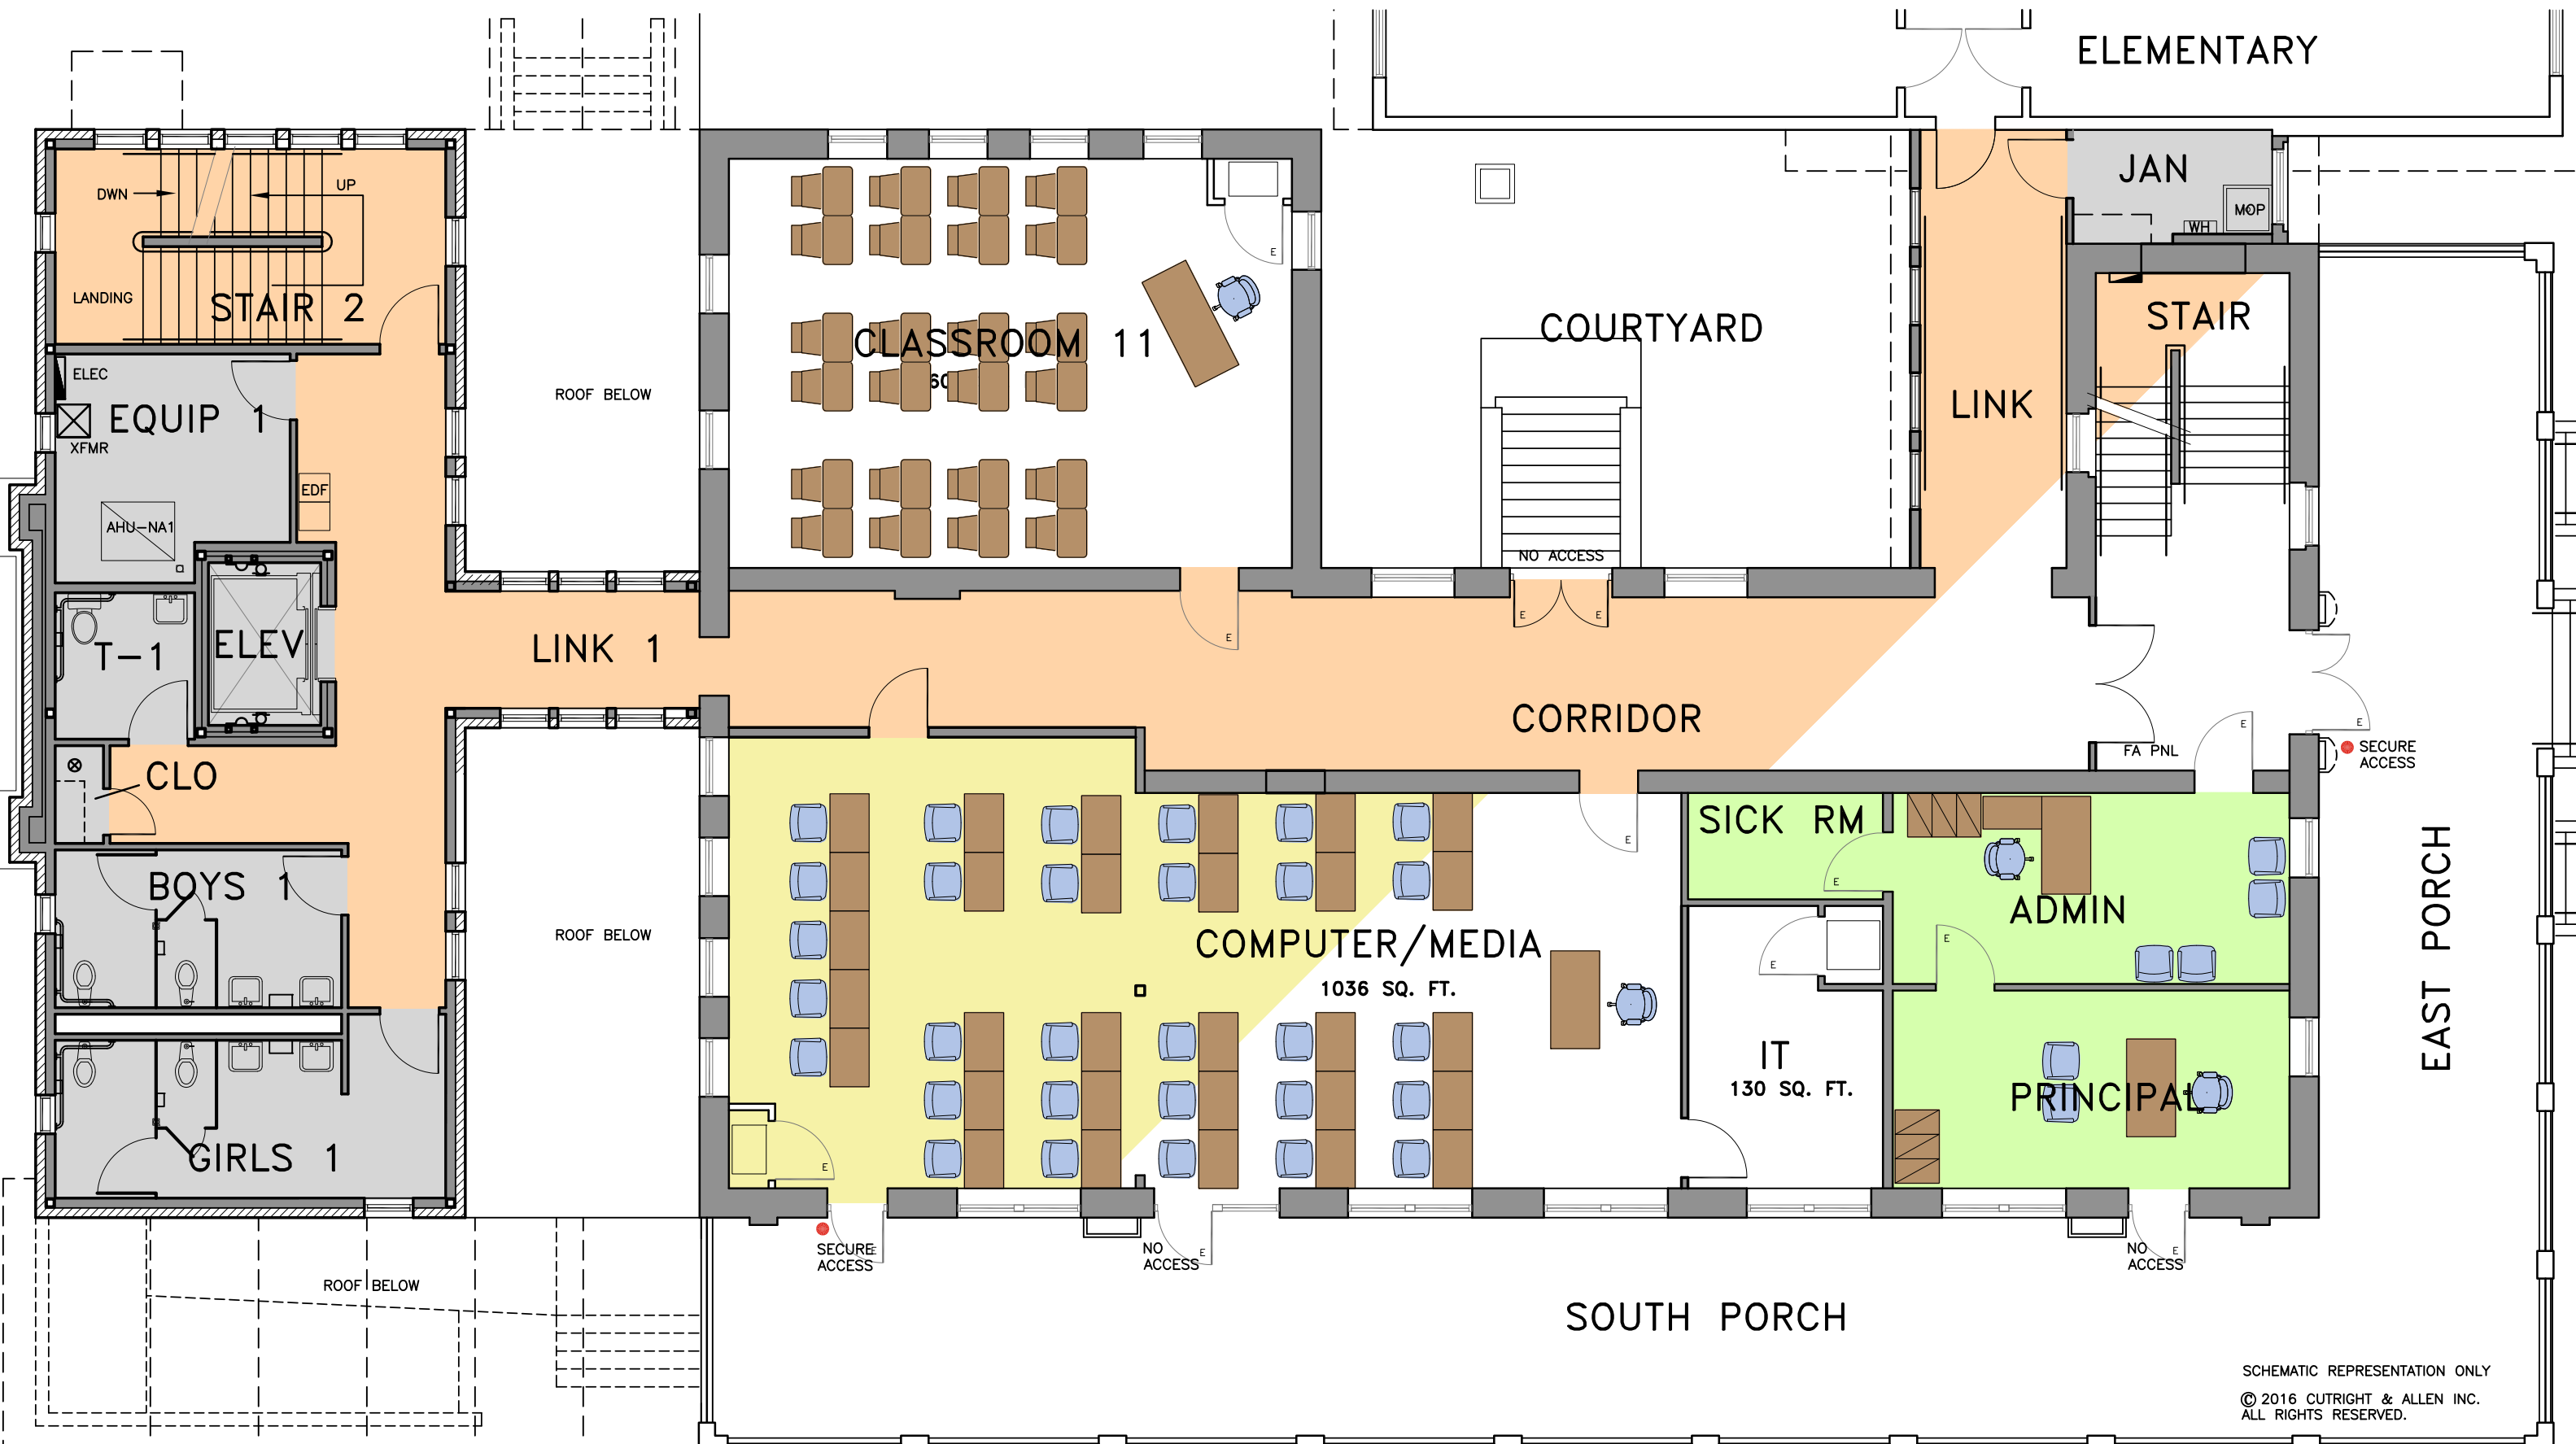 ELEMENTARY
JAN
MOP
WH
DWN
UP
LANDING
STAIR 2
STAIR
ELEC
EQUIP 1
XFMR
EDF
AHU-NA1
ROOF BELOW
CLASSROOM 11
60
E
COURTYARD
LINK
NO ACCESS
E
E
E
T-1
ELEV
LINK 1
CORRIDOR
E
E
FA PNL
SECURE
ACCESS
CLO
SICK RM
E
E
ADMIN
BOYS 1
ROOF BELOW
COMPUTER/MEDIA
1036 SQ. FT.
E
E
EAST PORCH
IT
130 SQ. FT.
PRINCIPAL
GIRLS 1
E
SECURE
ACCESS
E
NO
ACCESS
E
NO
ACCESS
E
ROOF BELOW
SOUTH PORCH
SCHEMATIC REPRESENTATION ONLY
© 2016 CUTRIGHT & ALLEN INC.
ALL RIGHTS RESERVED.